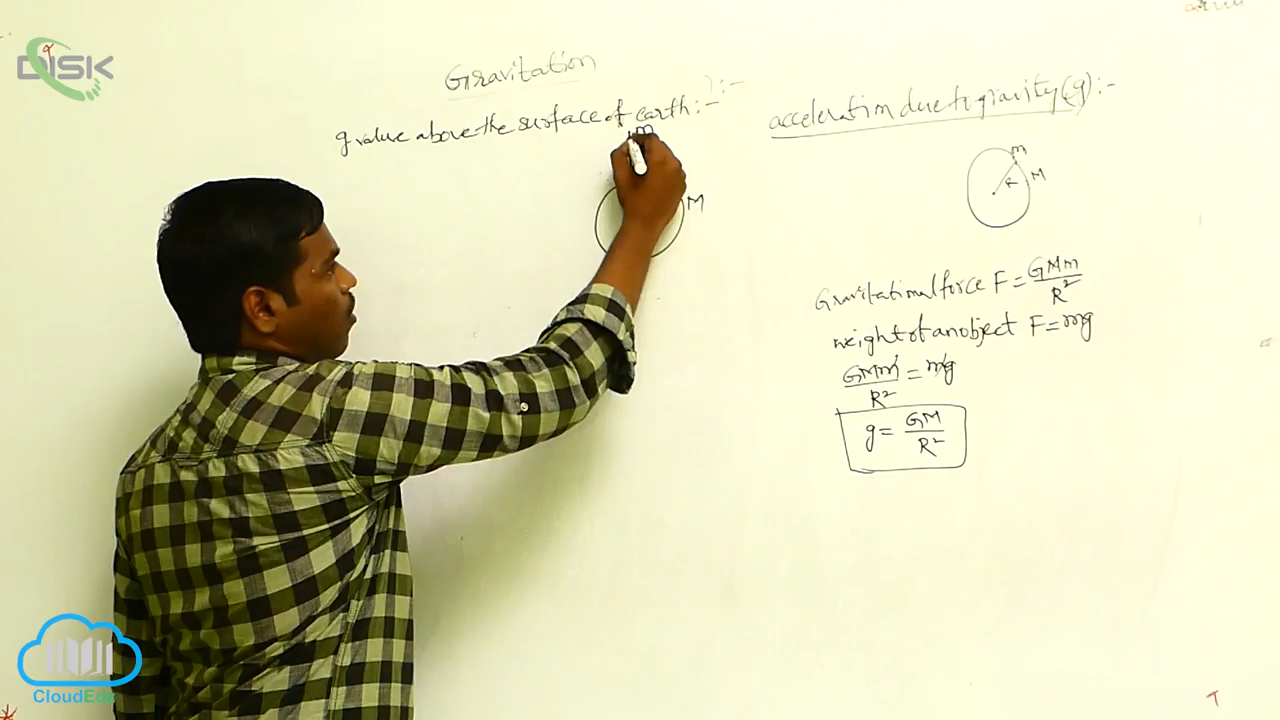 DISK
Gravitation
g value above the surface of earth:-
m
M
acceleration due to gravity (g) :-
m
M
R
Gravitational force F = GMm/R²
weight of an object F = mg
GMm/R² = mg
g = GM/R²
CloudEdz
T